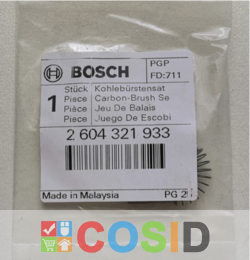 BOSCH
PGP
FD:711
1
Stück Kohlebürstensat
Piece Carbon-Brush Se
Pièce Jeu De Balais
Pieza Juego De Escobi
2 604 321 933
Made in Malaysia PG 2
COSID